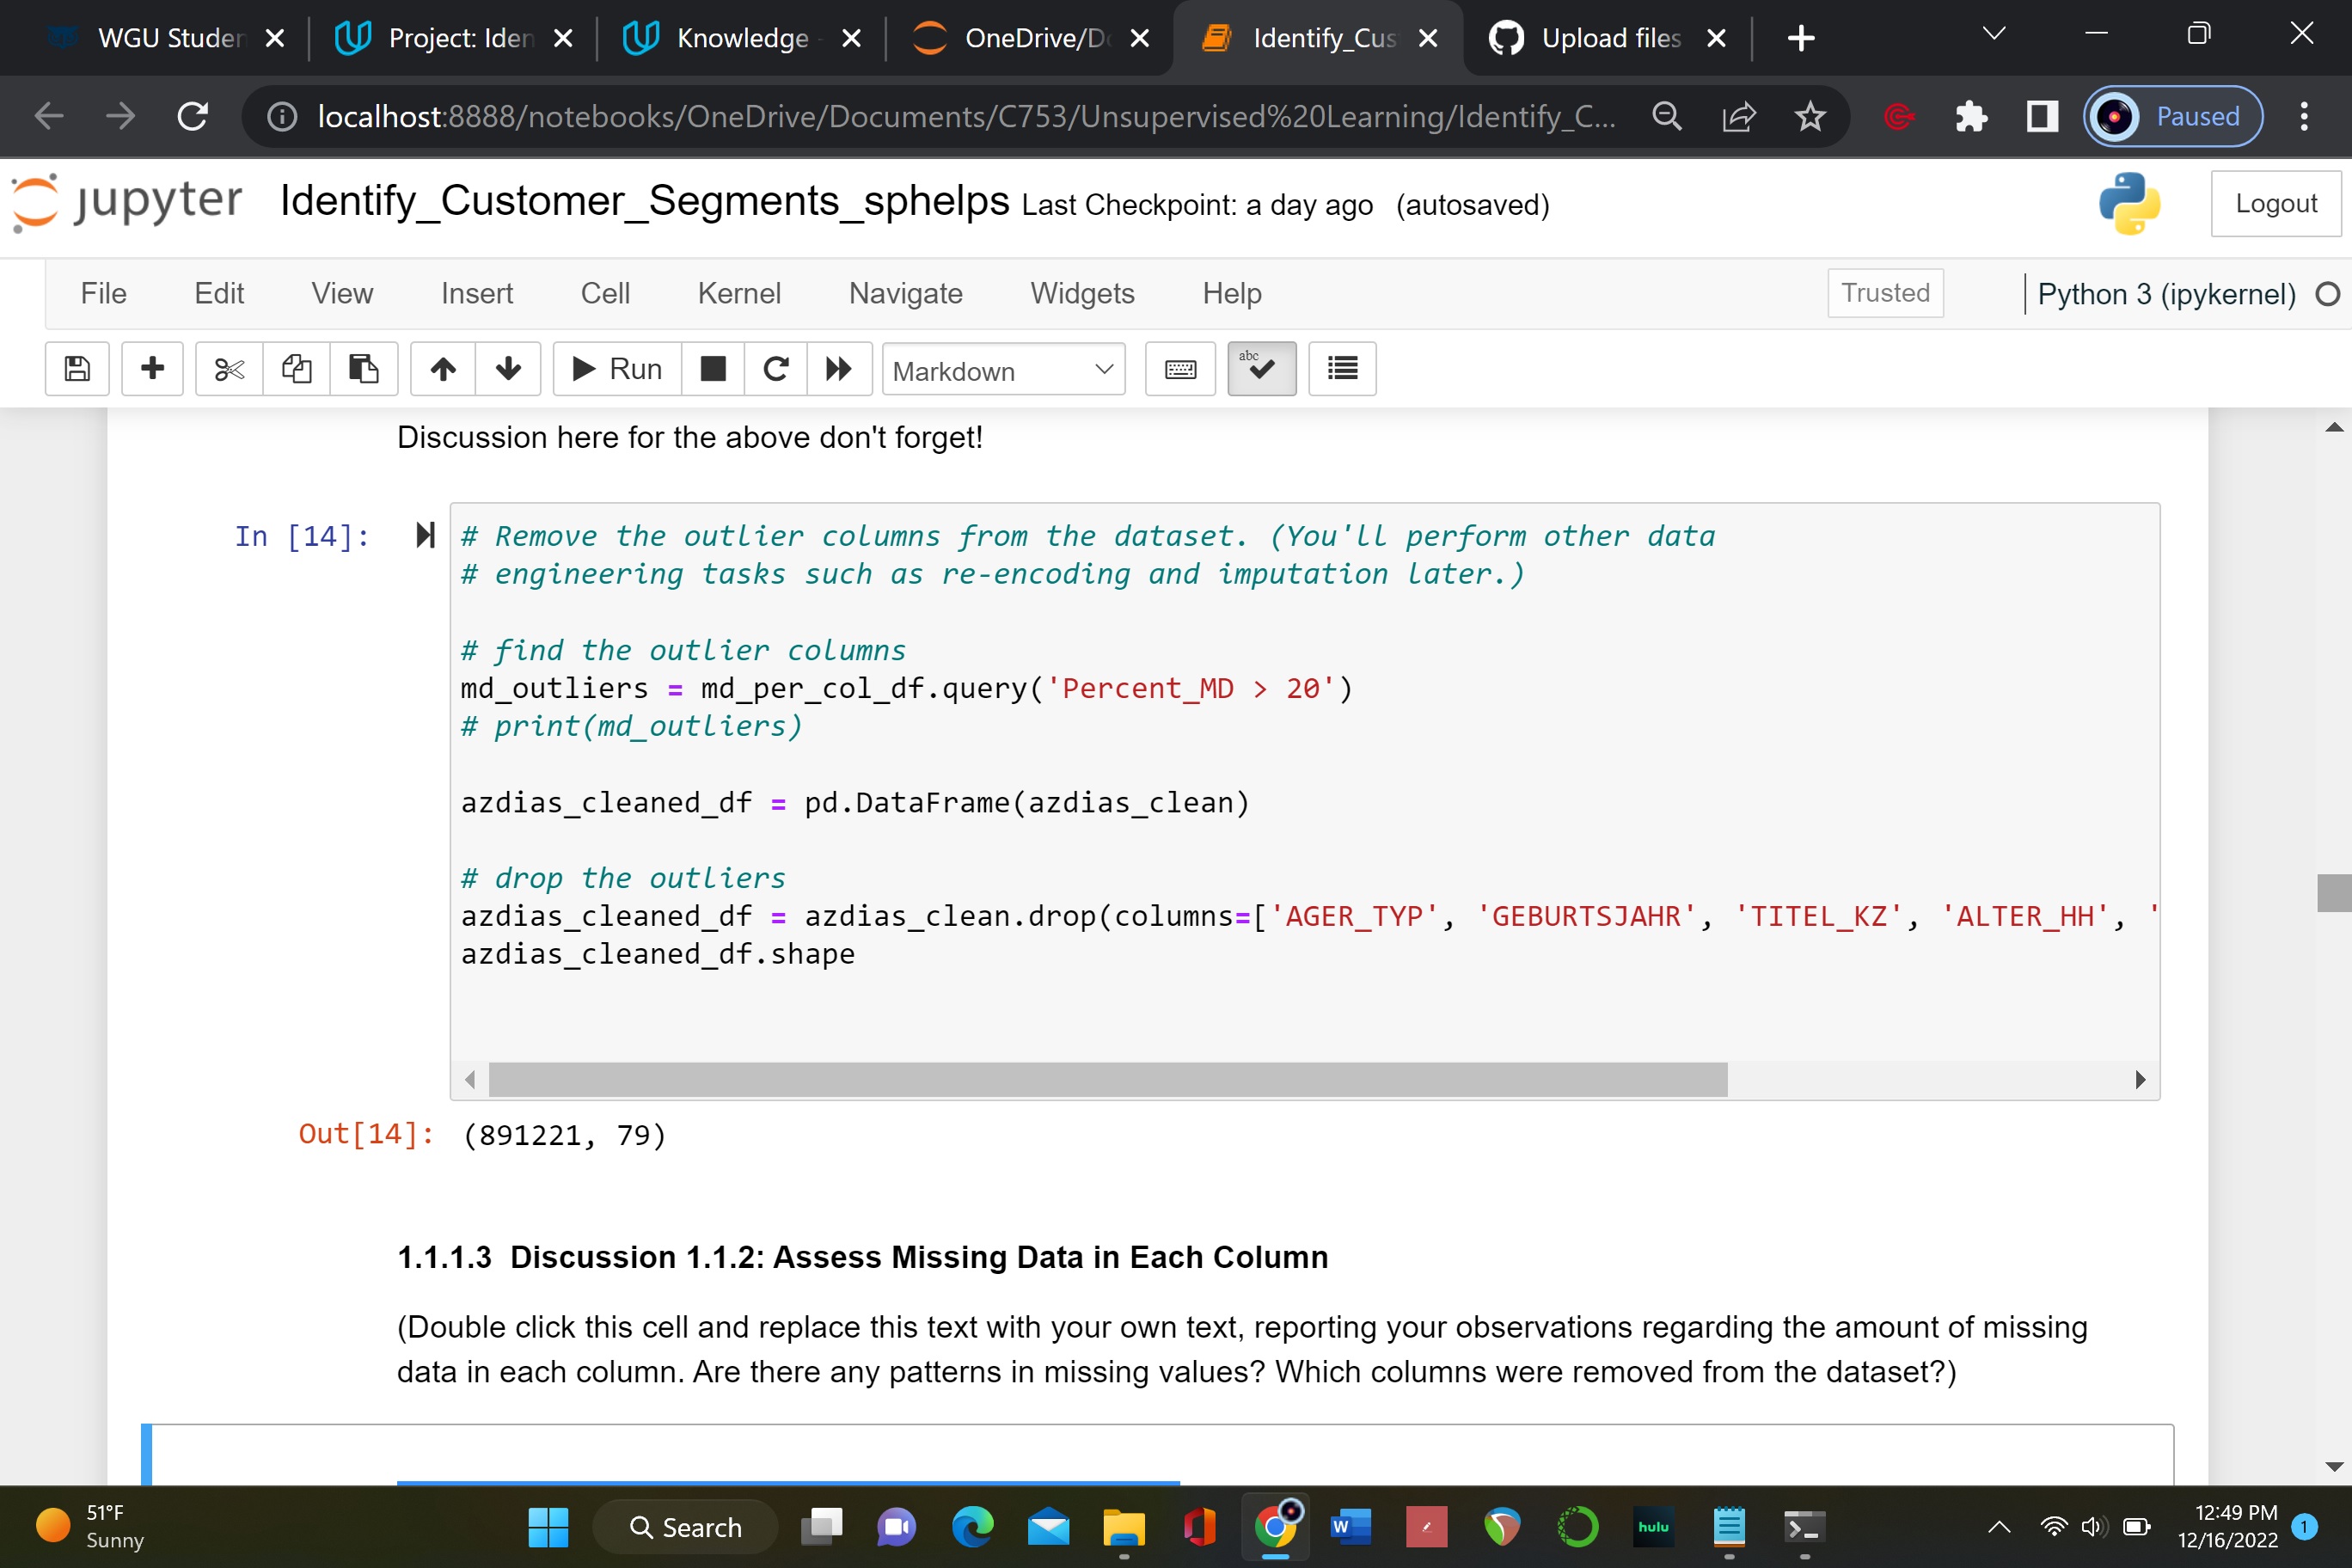 WGU Studen
Project: Iden
Knowledge -
OneDrive/Do
Identify_Cus
Upload files
localhost:8888/notebooks/OneDrive/Documents/C753/Unsupervised%20Learning/Identify_C...
Paused
jupyter Identify_Customer_Segments_sphelps Last Checkpoint: a day ago (autosaved)
Logout
File Edit View Insert Cell Kernel Navigate Widgets Help
Trusted
Python 3 (ipykernel)
Run
Markdown
abc
Discussion here for the above don't forget!
In [14]:
# Remove the outlier columns from the dataset. (You'll perform other data
# engineering tasks such as re-encoding and imputation later.)
# find the outlier columns
md_outliers = md_per_col_df.query('Percent_MD > 20')
# print(md_outliers)
azdias_cleaned_df = pd.DataFrame(azdias_clean)
# drop the outliers
azdias_cleaned_df = azdias_clean.drop(columns=['AGER_TYP', 'GEBURTSJAHR', 'TITEL_KZ', 'ALTER_HH', '
azdias_cleaned_df.shape
Out[14]: (891221, 79)
1.1.1.3 Discussion 1.1.2: Assess Missing Data in Each Column
(Double click this cell and replace this text with your own text, reporting your observations regarding the amount of missing
data in each column. Are there any patterns in missing values? Which columns were removed from the dataset?)
51°F
Sunny
Search
W
hulu
12:49 PM
12/16/2022
1